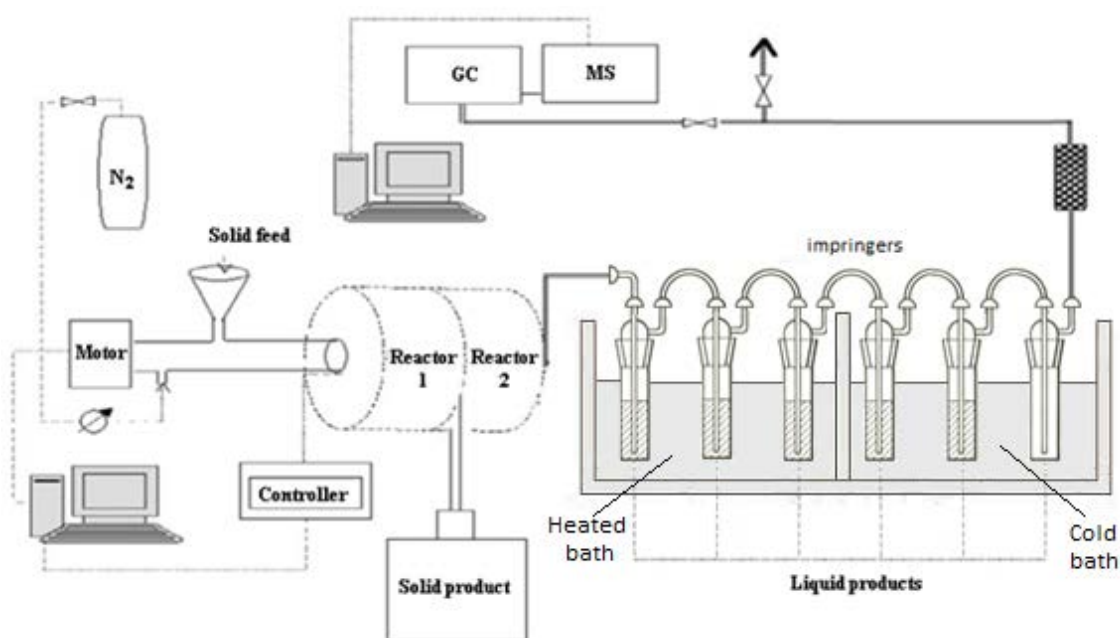 GC
MS
N2
Solid feed
impringers
Motor
Reactor
1
Reactor
2
Controller
Heated
bath
Cold
bath
Solid product
Liquid products